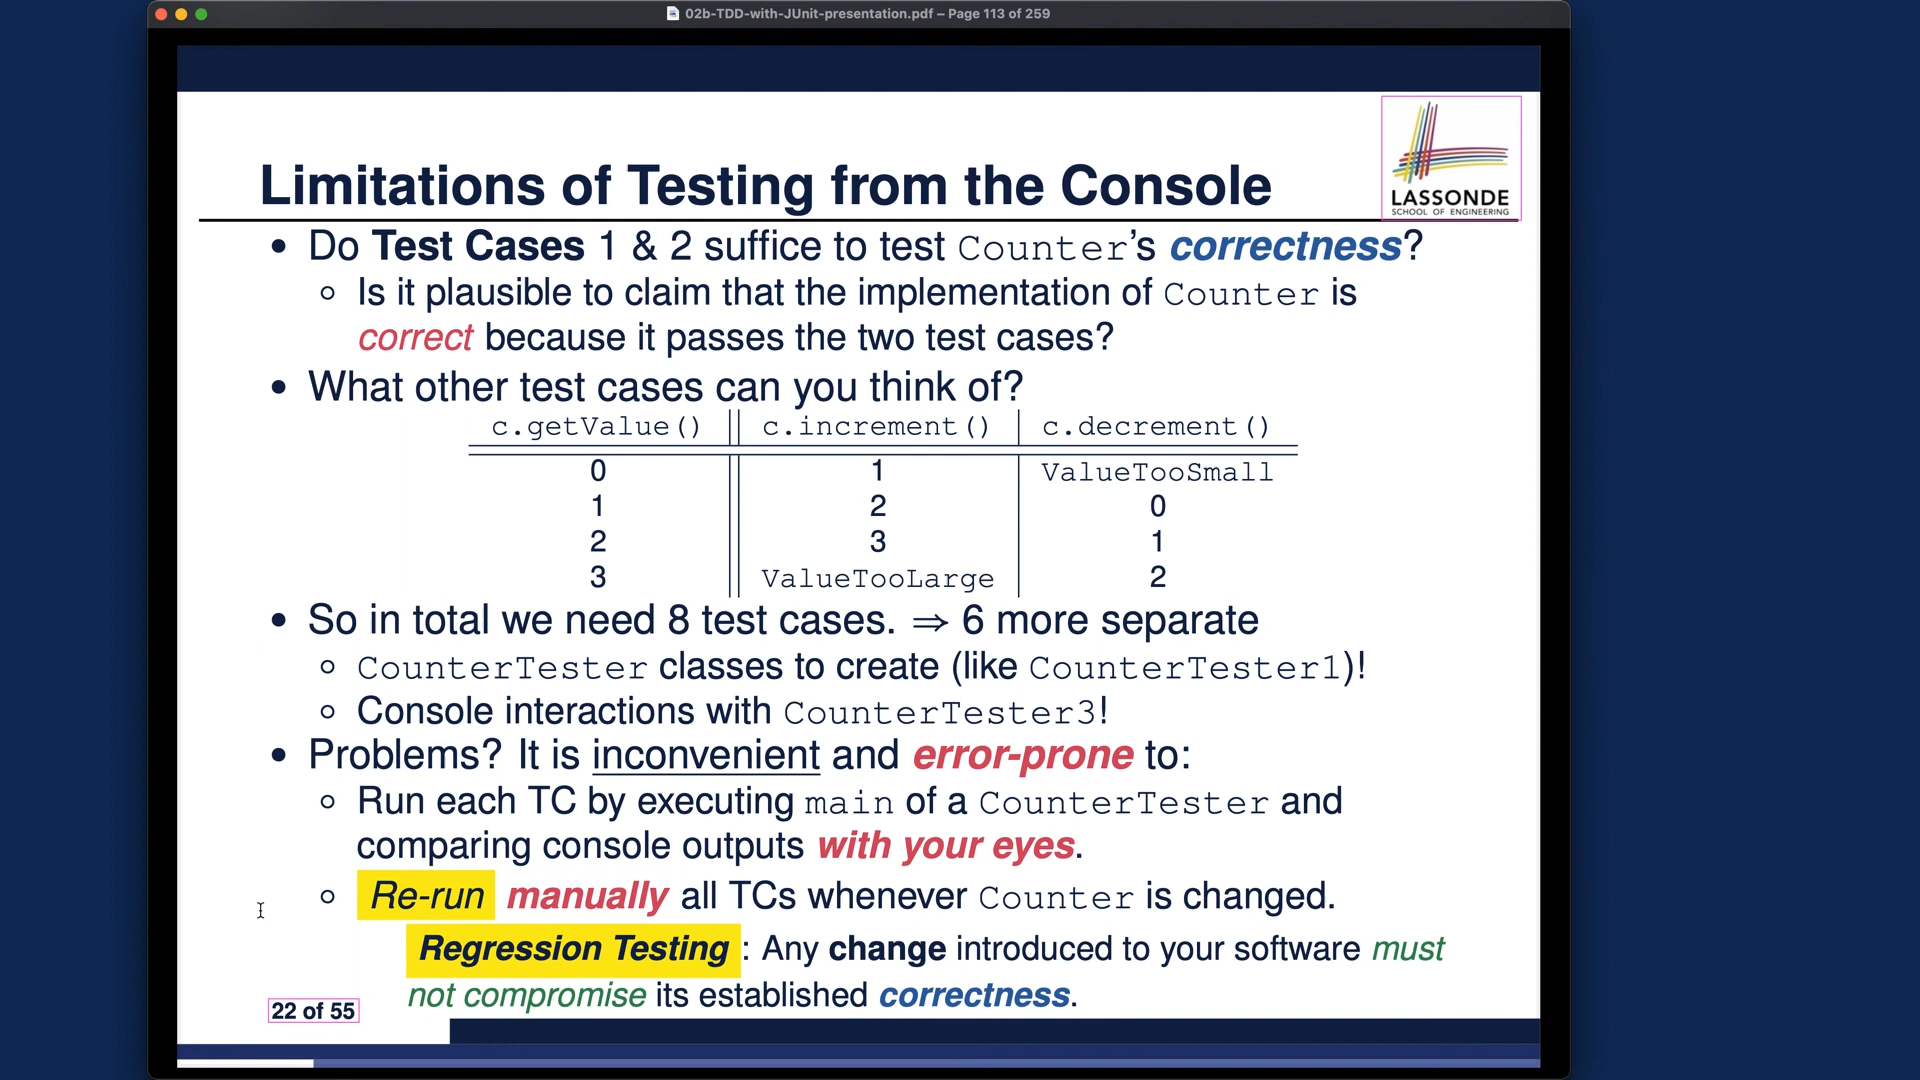 02b-TDD-with-JUnit-presentation.pdf – Page 113 of 259
LASSONDE
SCHOOL OF ENGINEERING
Limitations of Testing from the Console
• Do Test Cases 1 & 2 suffice to test Counter's correctness?
◦ Is it plausible to claim that the implementation of Counter is
correct because it passes the two test cases?
• What other test cases can you think of?
c.getValue() c.increment() c.decrement()
0 1 ValueTooSmall
1 2 0
2 3 1
3 ValueTooLarge 2
• So in total we need 8 test cases. ⇒ 6 more separate
◦ CounterTester classes to create (like CounterTester1)!
◦ Console interactions with CounterTester3!
• Problems? It is inconvenient and error-prone to:
◦ Run each TC by executing main of a CounterTester and
comparing console outputs with your eyes.
◦ Re-run manually all TCs whenever Counter is changed.
Regression Testing : Any change introduced to your software must
not compromise its established correctness.
22 of 55